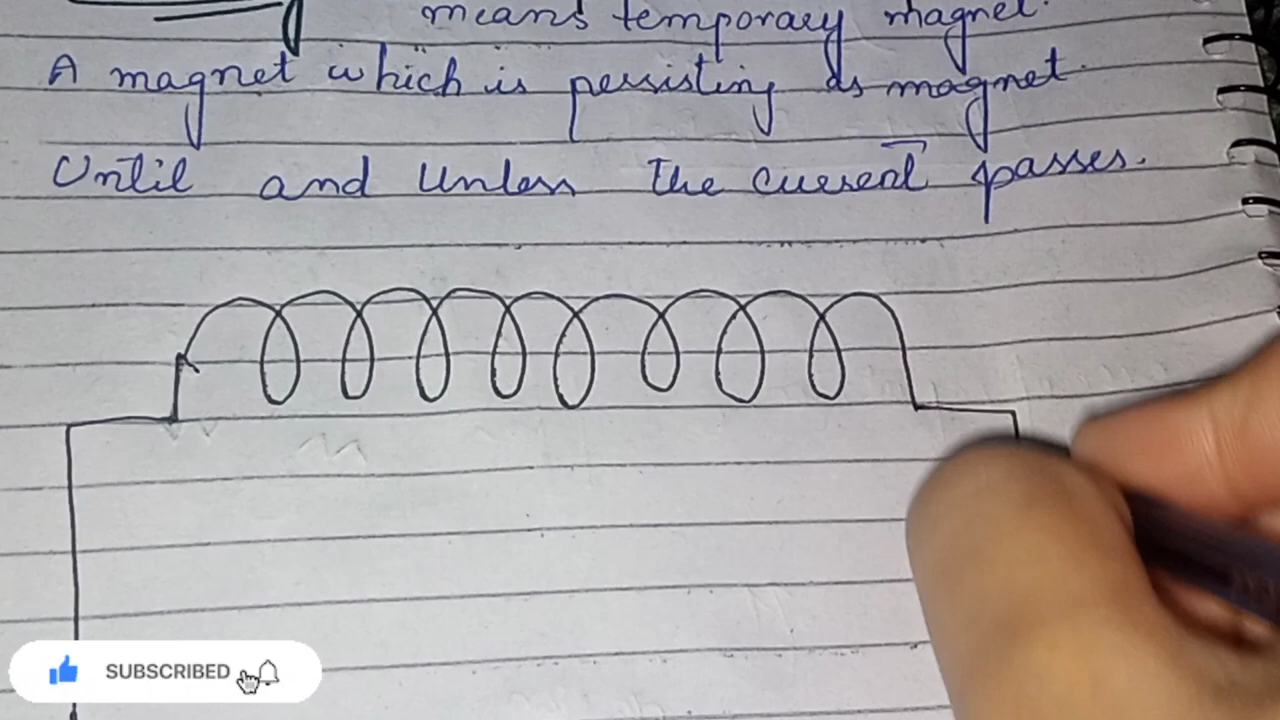 means temporary magnet.
A magnet which is persisting as magnet.
Until and Unless the current passes.
SUBSCRIBED